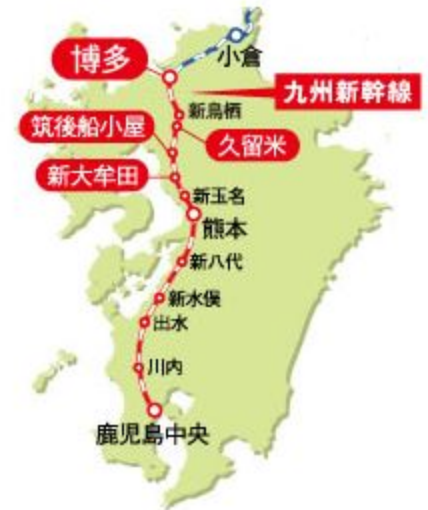 小倉
博多
九州新幹線
新鳥栖
筑後船小屋
久留米
新大牟田
新玉名
熊本
新八代
新水俣
出水
川内
鹿児島中央